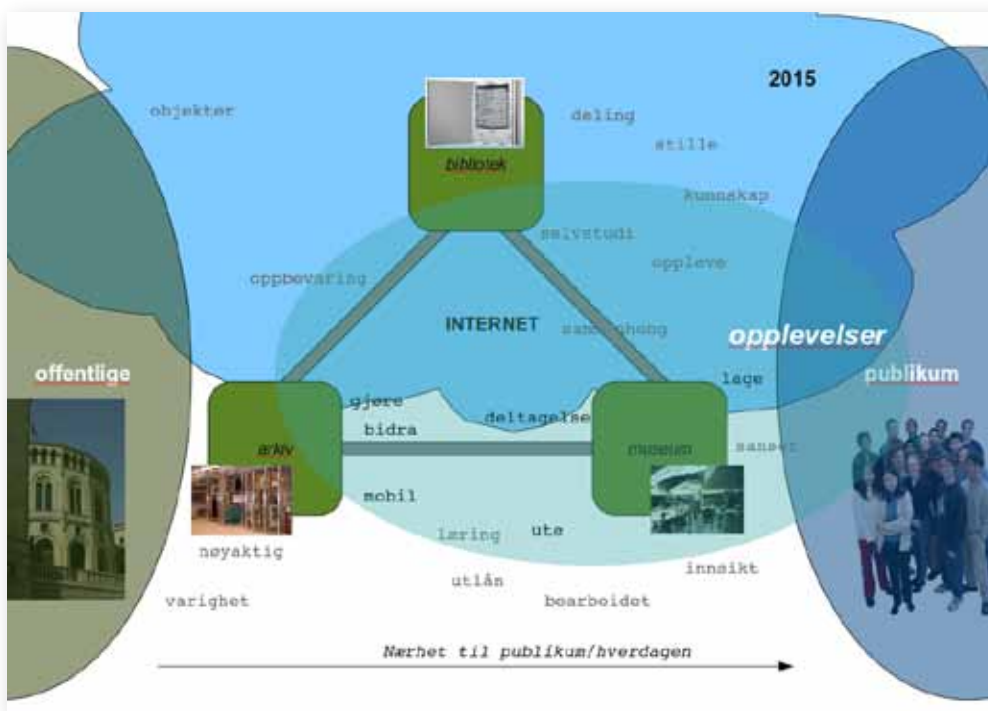 2015
objekter
deling
stille
bibliotek
kunnskap
selvstudi
oppleve
oppbevaring
INTERNET
opplevelser
offentlige
publikum
lage
gjøre
deltagelse
bidra
arkiv
museum
sanser
mobil
læring
ute
nøyaktig
innsikt
utlån
varighet
bearbeidet
Nærhet til publikum/hverdagen